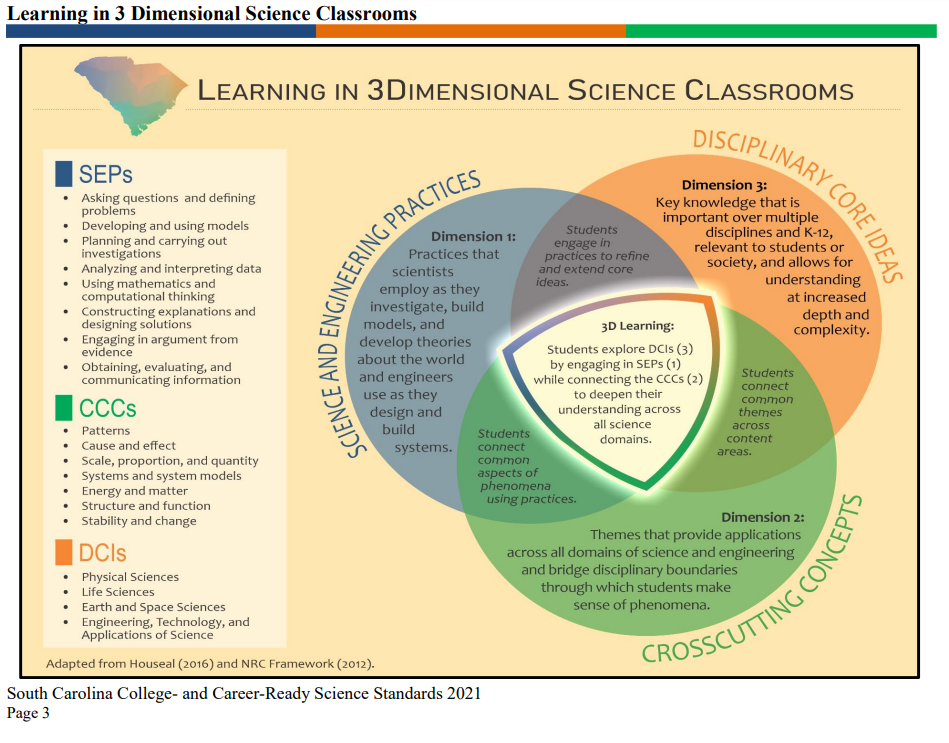 Learning in 3 Dimensional Science Classrooms
LEARNING IN 3DIMENSIONAL SCIENCE CLASSROOMS
SEPs
• Asking questions and defining
problems
• Developing and using models
• Planning and carrying out
investigations
• Analyzing and interpreting data
• Using mathematics and
computational thinking
• Constructing explanations and
designing solutions
• Engaging in argument from
evidence
• Obtaining, evaluating, and
communicating information
CCCs
• Patterns
• Cause and effect
• Scale, proportion, and quantity
• Systems and system models
• Energy and matter
• Structure and function
• Stability and change
DCIs
• Physical Sciences
• Life Sciences
• Earth and Space Sciences
• Engineering, Technology, and
Applications of Science
Adapted from Houseal (2016) and NRC Framework (2012).
SCIENCE AND ENGINEERING PRACTICES
Dimension 1:
Practices that
scientists
employ as they
investigate, build
models, and
develop theories
about the world
and engineers
use as they
design and
build
systems.
Students
engage in
practices to refine
and extend core
ideas.
DISCIPLINARY CORE IDEAS
Dimension 3:
Key knowledge that is
important over multiple
disciplines and K-12,
relevant to students or
society, and allows for
understanding
at increased
depth and
complexity.
3D Learning:
Students explore DCIs (3)
by engaging in SEPs (1)
while connecting the CCCs (2)
to deepen their
understanding across
all science
domains.
Students
connect
common
themes
across
content
areas.
Students
connect
common
aspects of
phenomena
using practices.
Dimension 2:
Themes that provide applications
across all domains of science and engineering
and bridge disciplinary boundaries
through which students make
sense of phenomena.
CROSSCUTTING CONCEPTS
South Carolina College- and Career-Ready Science Standards 2021
Page 3